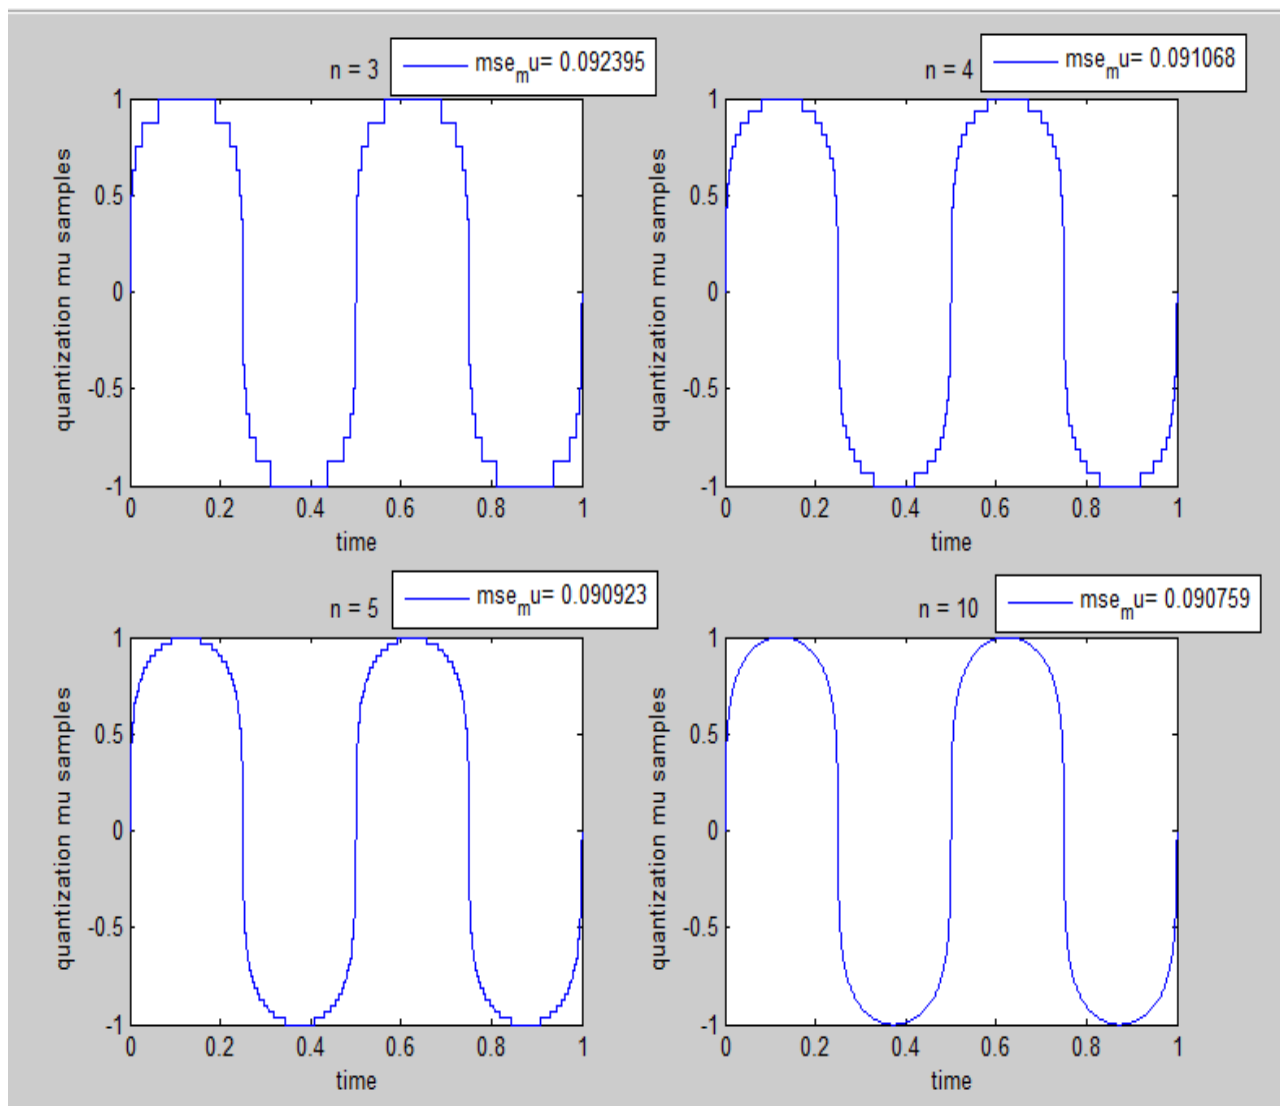 n = 3
mse_mu= 0.092395
quantization mu samples
1
0.5
0
-0.5
-1
0 0.2 0.4 0.6 0.8 1
time
n = 4
mse_mu= 0.091068
quantization mu samples
1
0.5
0
-0.5
-1
0 0.2 0.4 0.6 0.8 1
time
n = 5
mse_mu= 0.090923
quantization mu samples
1
0.5
0
-0.5
-1
0 0.2 0.4 0.6 0.8 1
time
n = 10
mse_mu= 0.090759
quantization mu samples
1
0.5
0
-0.5
-1
0 0.2 0.4 0.6 0.8 1
time